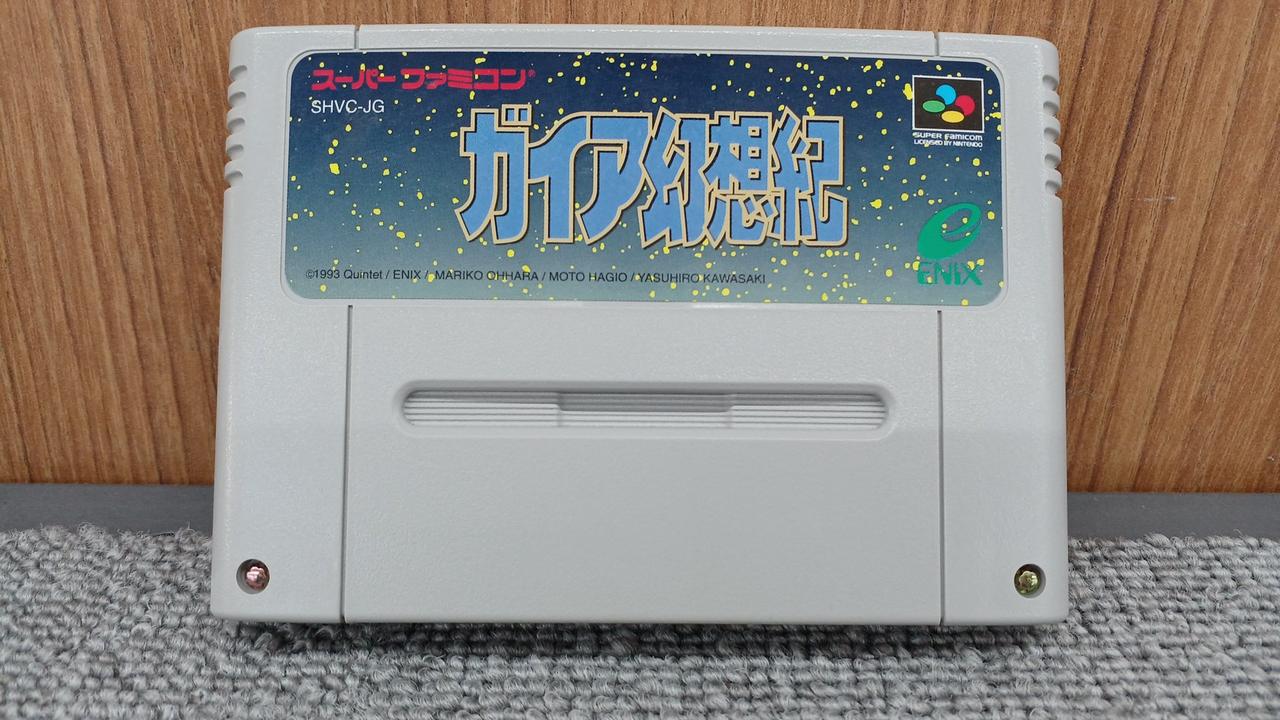 スーパーファミコン®
SHVC-JG
ガイア幻想紀
SUPER FAMICOM
LICENSED BY NINTENDO
ENIX
©1993 Quintet / ENIX / MARIKO OHHARA / MOTO HAGIO / YASUHIRO KAWASAKI